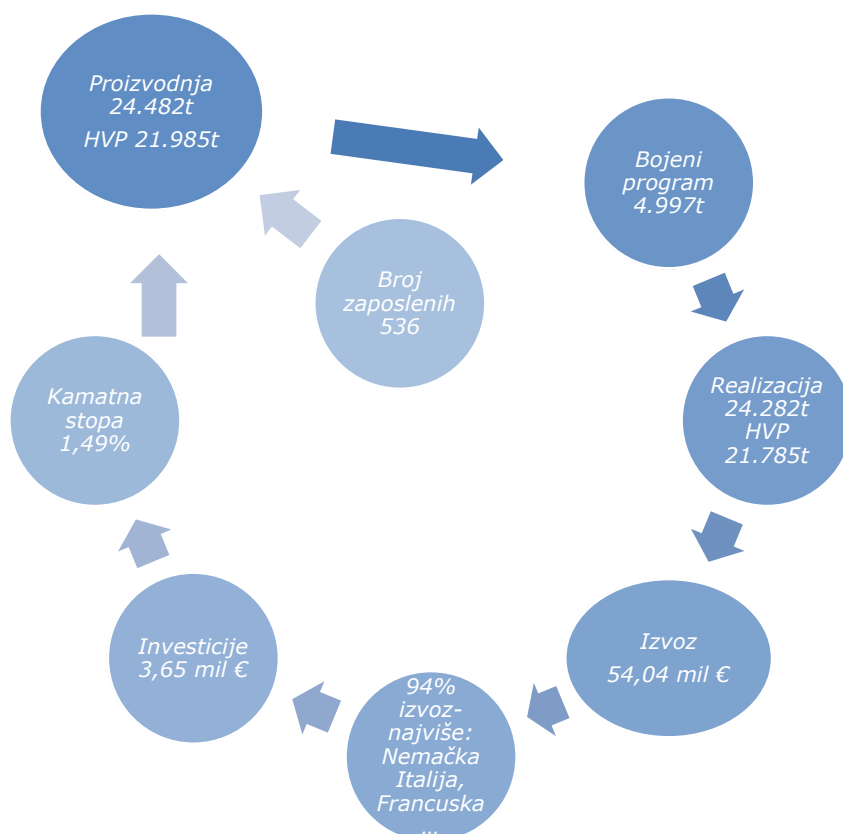 Proizvodnja
24.482t
HVP 21.985t
Bojeni
program
4.997t
Realizacija
24.282t
HVP
21.785t
Izvoz
54,04 mil €
94%
izvoz-
najviše:
Nemačka
Italija,
Francuska
...
Investicije
3,65 mil €
Kamatna
stopa
1,49%
Broj
zaposlenih
536